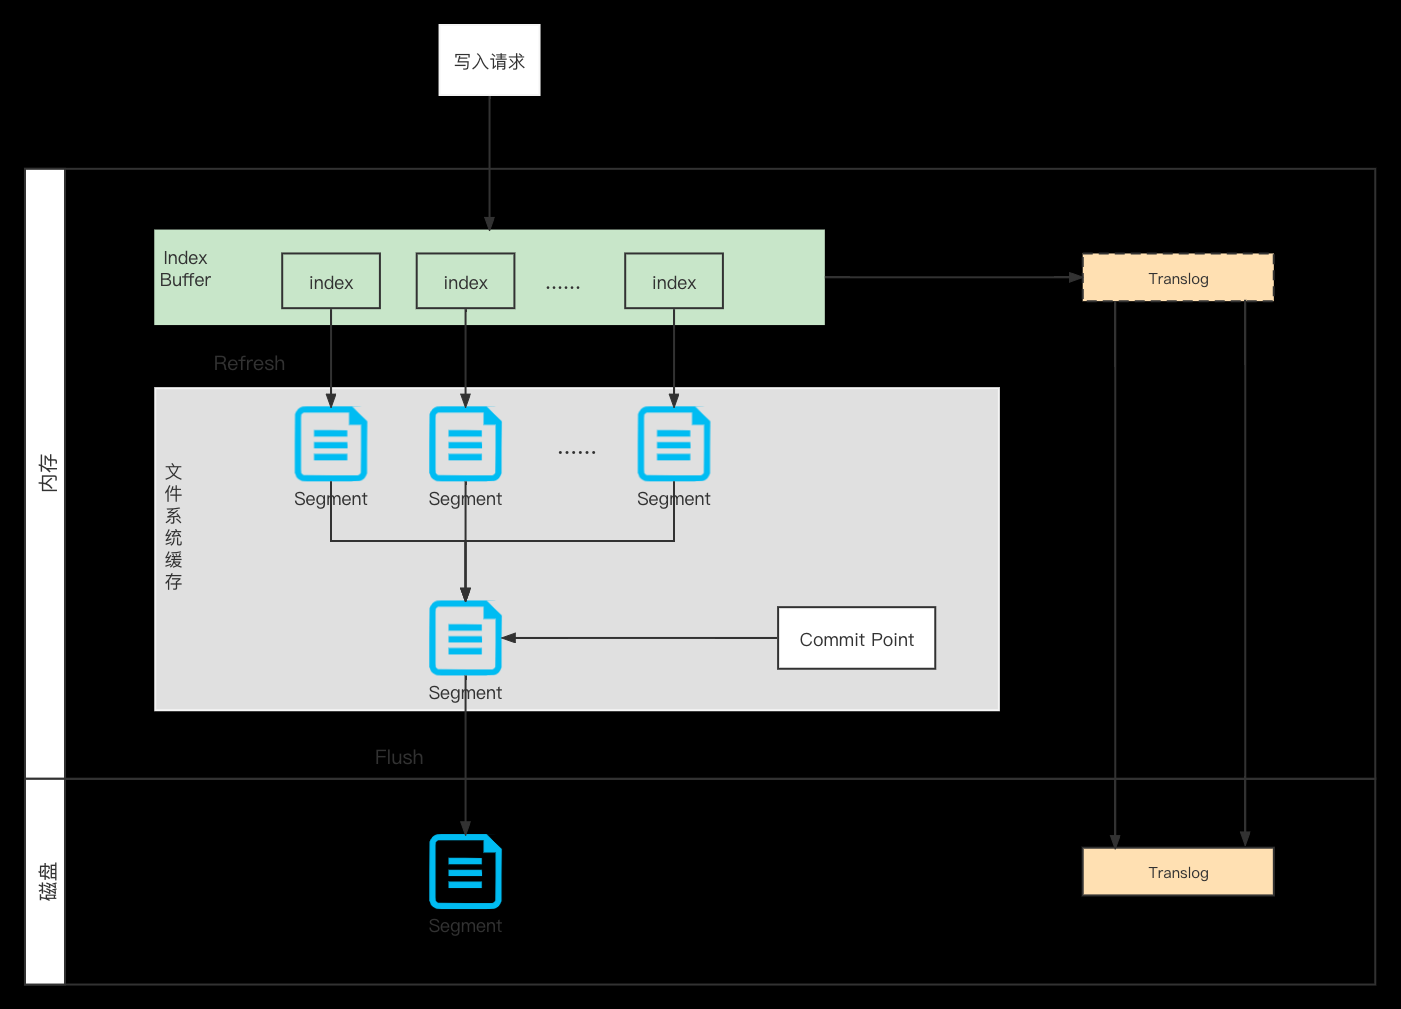 写入请求
内存
Index
Buffer
index
index
······
index
Translog
Refresh
文
件
系
统
缓
存
······
Segment
Segment
Segment
Commit Point
Segment
Flush
磁盘
Segment
Translog